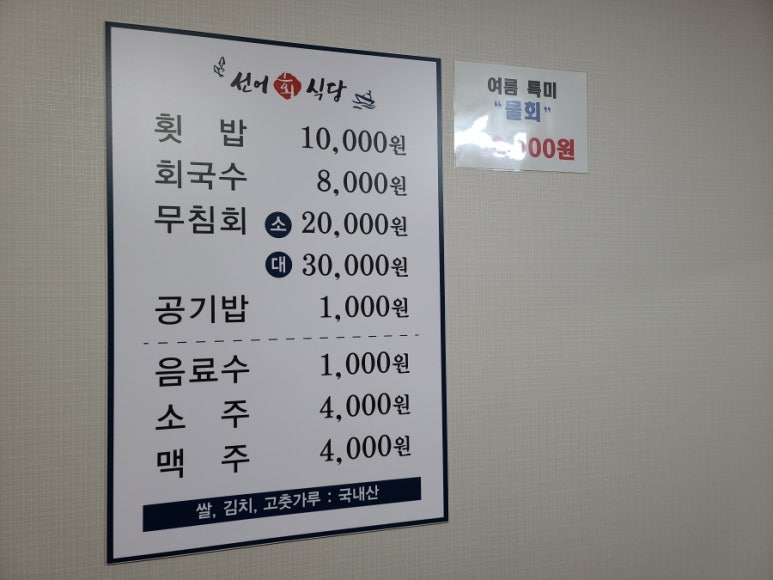 선어회식당
횟 밥 10,000원
회국수 8,000원
무침회 소 20,000원
대 30,000원
공기밥 1,000원
음료수 1,000원
소 주 4,000원
맥 주 4,000원
쌀, 김치, 고춧가루 : 국내산
여름 특미
"물회"